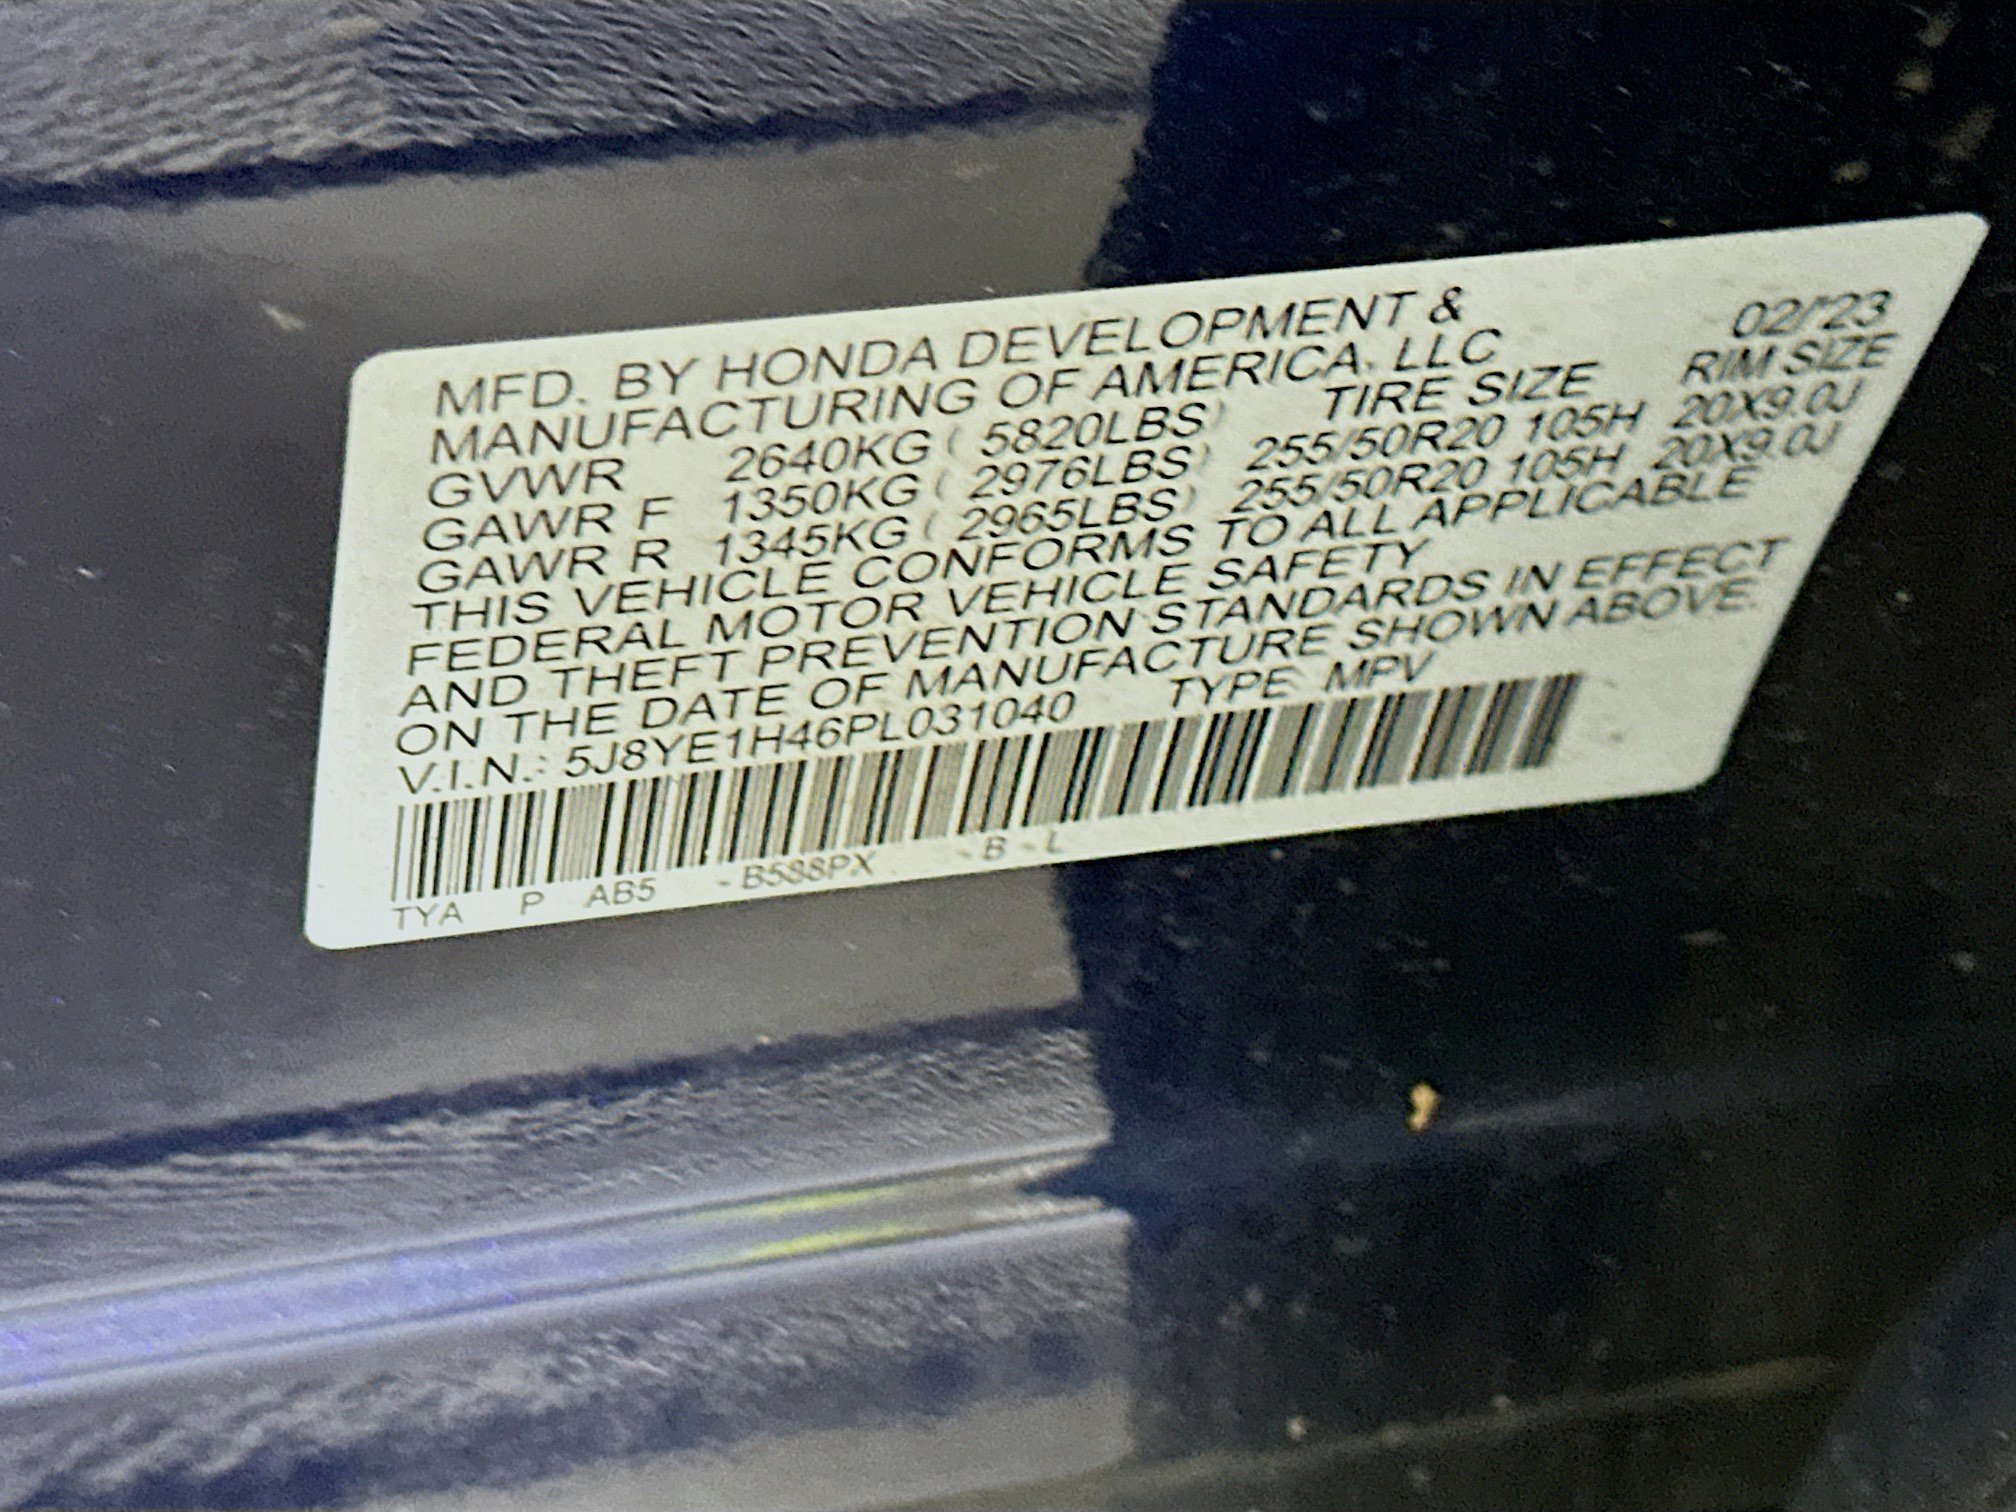 MFD. BY HONDA DEVELOPMENT & 02/'23
MANUFACTURING OF AMERICA, LLC RIM SIZE
GVWR 2640KG ( 5820LBS) TIRE SIZE 20X9.0J
GAWR F 1350KG ( 2976LBS) 255/50R20 105H 20X9.0J
GAWR R 1345KG ( 2965LBS) 255/50R20 105H
THIS VEHICLE CONFORMS TO ALL APPLICABLE
FEDERAL MOTOR VEHICLE SAFETY
AND THEFT PREVENTION STANDARDS IN EFFECT
ON THE DATE OF MANUFACTURE SHOWN ABOVE.
V.I.N.: 5J8YE1H46PL031040 TYPE MPV
TYA P AB5 -B588PX -B-L